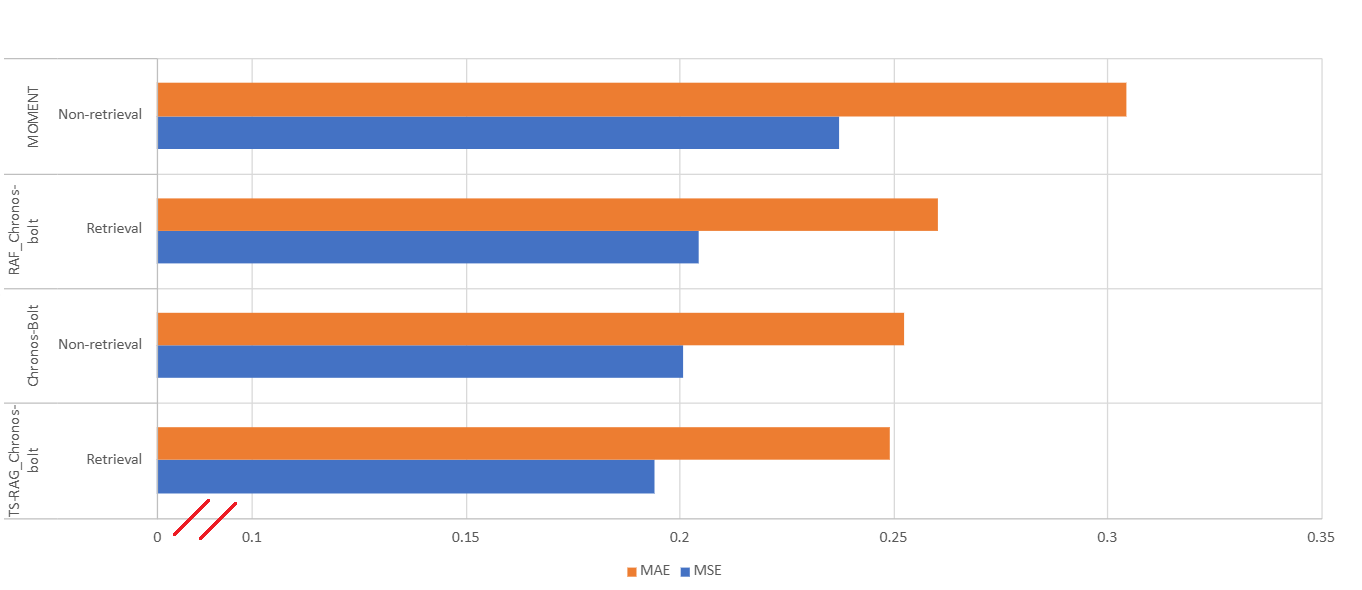 MOMENT
Non-retrieval
RAF_Chronos-
bolt
Retrieval
Chronos-Bolt
Non-retrieval
TS-RAG_Chronos-
bolt
Retrieval
0 0.1 0.15 0.2 0.25 0.3 0.35
MAE MSE